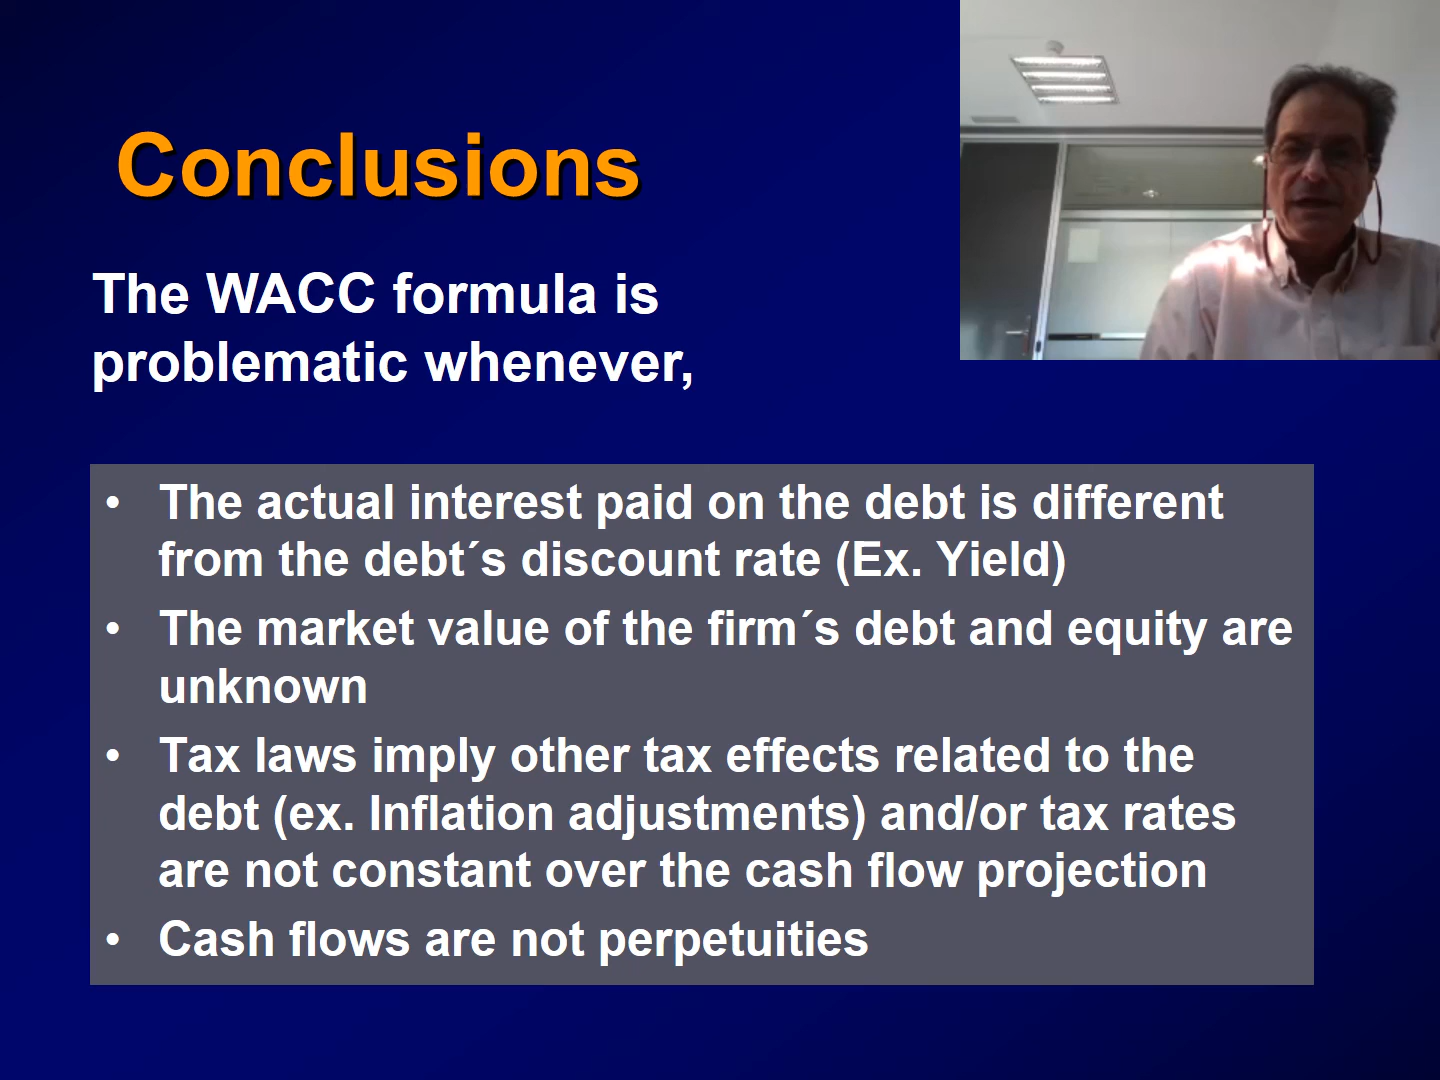 Conclusions
The WACC formula is
problematic whenever,
• The actual interest paid on the debt is different
from the debt´s discount rate (Ex. Yield)
• The market value of the firm´s debt and equity are
unknown
• Tax laws imply other tax effects related to the
debt (ex. Inflation adjustments) and/or tax rates
are not constant over the cash flow projection
• Cash flows are not perpetuities